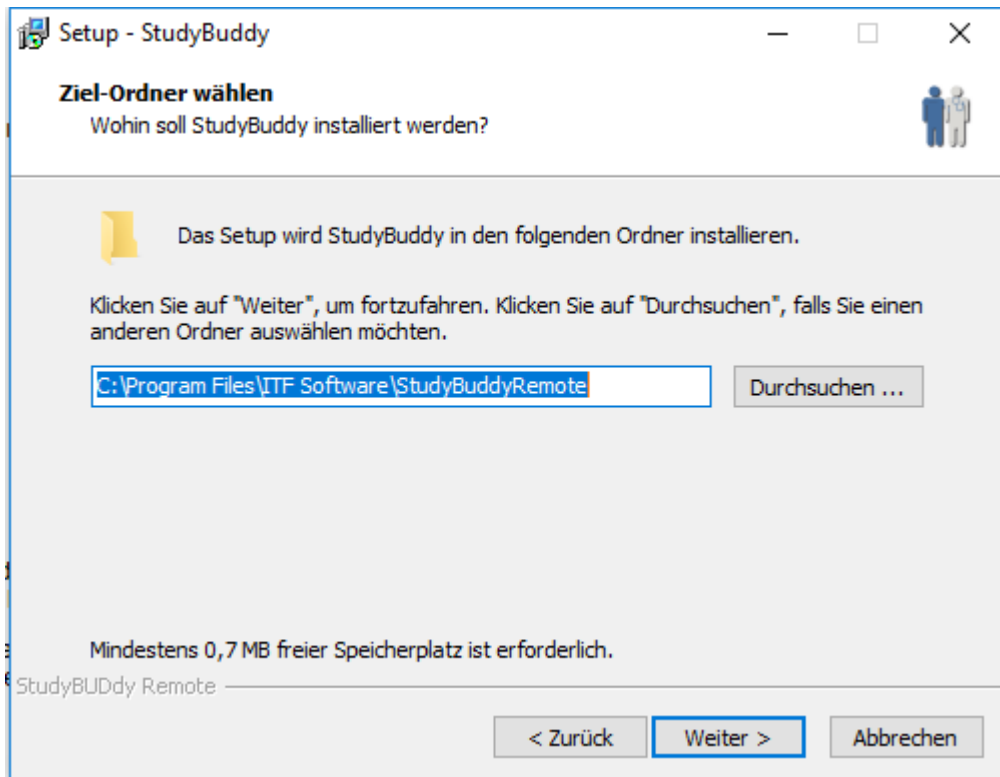 Setup - StudyBuddy
Ziel-Ordner wählen
Wohin soll StudyBuddy installiert werden?
Das Setup wird StudyBuddy in den folgenden Ordner installieren.
Klicken Sie auf "Weiter", um fortzufahren. Klicken Sie auf "Durchsuchen", falls Sie einen
anderen Ordner auswählen möchten.
C:\Program Files\ITF Software\StudyBuddyRemote
Durchsuchen ...
Mindestens 0,7 MB freier Speicherplatz ist erforderlich.
StudyBUDdy Remote
< Zurück
Weiter >
Abbrechen